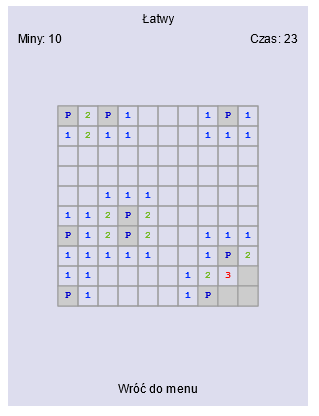 Łatwy
Miny: 10 Czas: 23
P 2 P 1 1 P 1
1 2 1 1 1 1 1
1 1 1
1 1 2 P 2
P 1 2 P 2 1 1 1
1 1 1 1 1 1 P 2
1 1 1 2 3
P 1 1 P
Wróć do menu